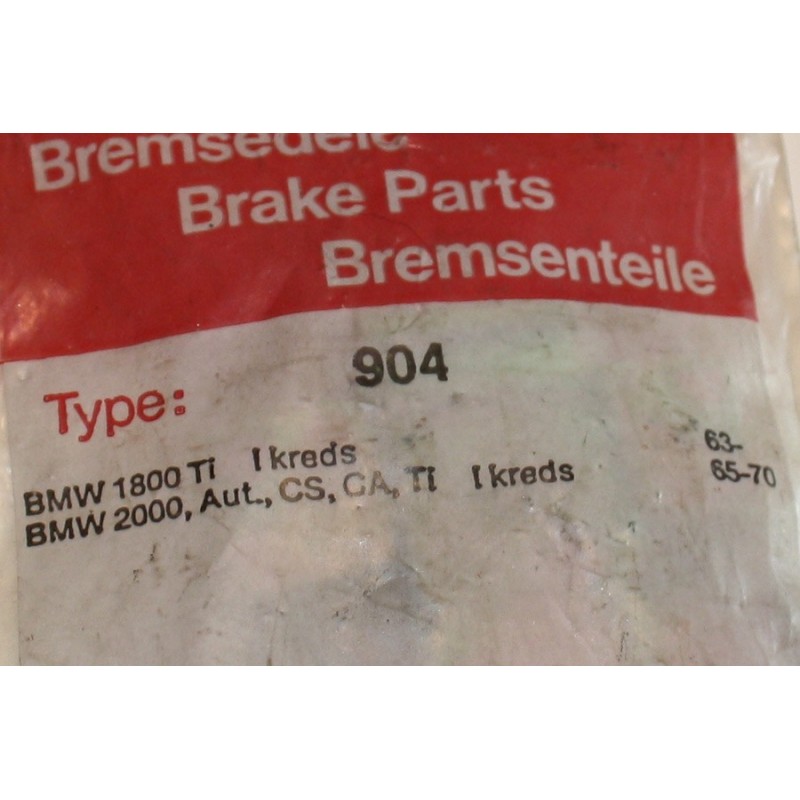 Bremsedele
Brake Parts
Bremsenteile
904
Type:
BMW 1800 Ti I kreds 63-
BMW 2000, Aut., CS, CA, TI I kreds 65-70